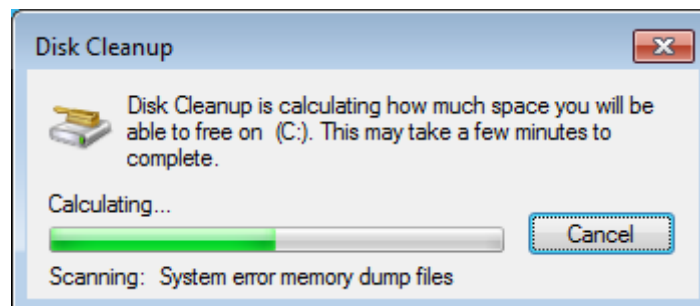 Disk Cleanup
Disk Cleanup is calculating how much space you will be
able to free on  (C:). This may take a few minutes to
complete.
Calculating...
Cancel
Scanning:  System error memory dump files